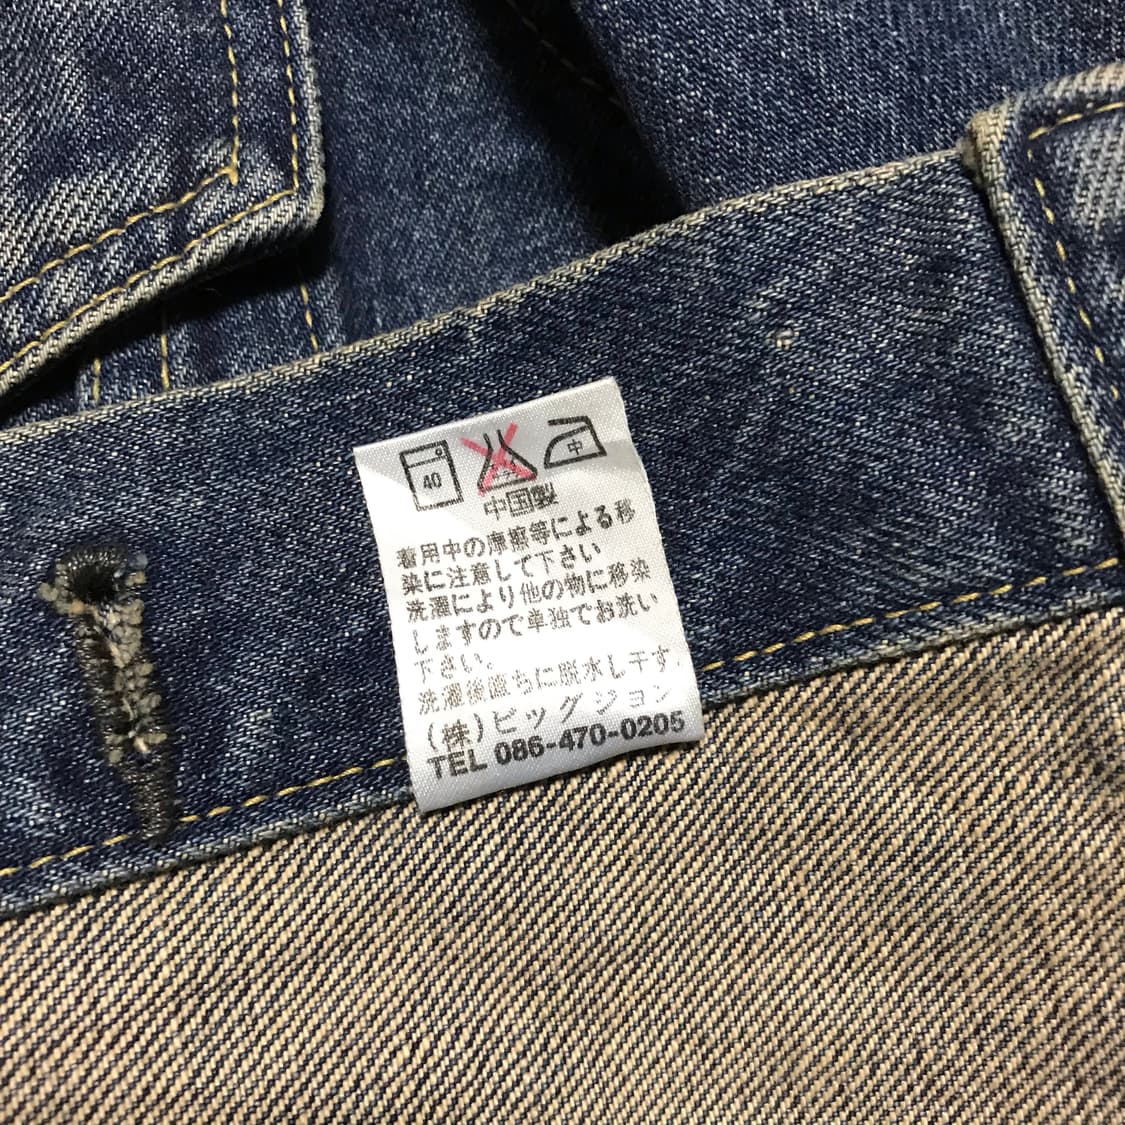 40 中
中国製
着用中の摩擦等による移
染に注意して下さい
洗濯により他の物に移染
しますので単独でお洗い
下さい。
洗濯後直ちに脱水し干す.
(株)ビッグジョン
TEL 086-470-0205